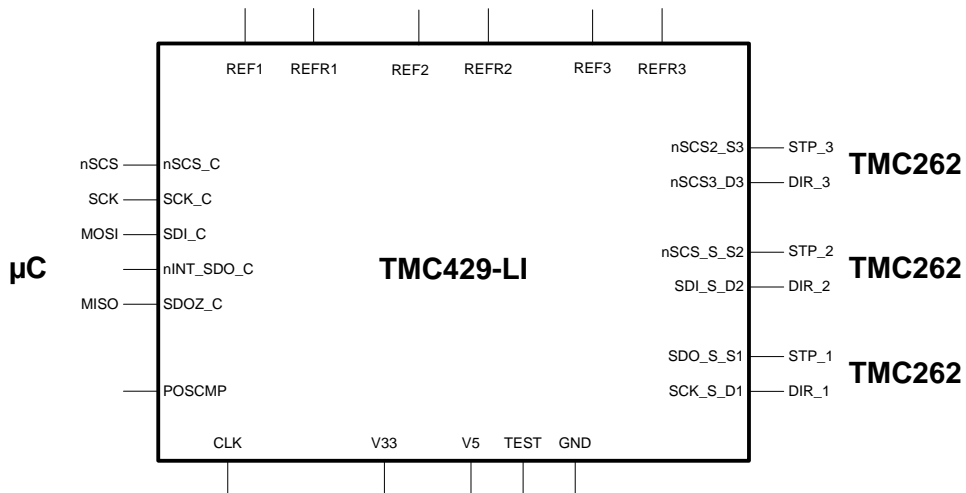 REF1 REFR1 REF2 REFR2 REF3 REFR3
nSCS nSCS_C
SCK SCK_C
MOSI SDI_C
nINT_SDO_C
MISO SDOZ_C
POSCMP
µC
TMC429-LI
nSCS2_S3 STP_3
nSCS3_D3 DIR_3
TMC262
nSCS_S_S2 STP_2
SDI_S_D2 DIR_2
TMC262
SDO_S_S1 STP_1
SCK_S_D1 DIR_1
TMC262
CLK V33 V5 TEST GND